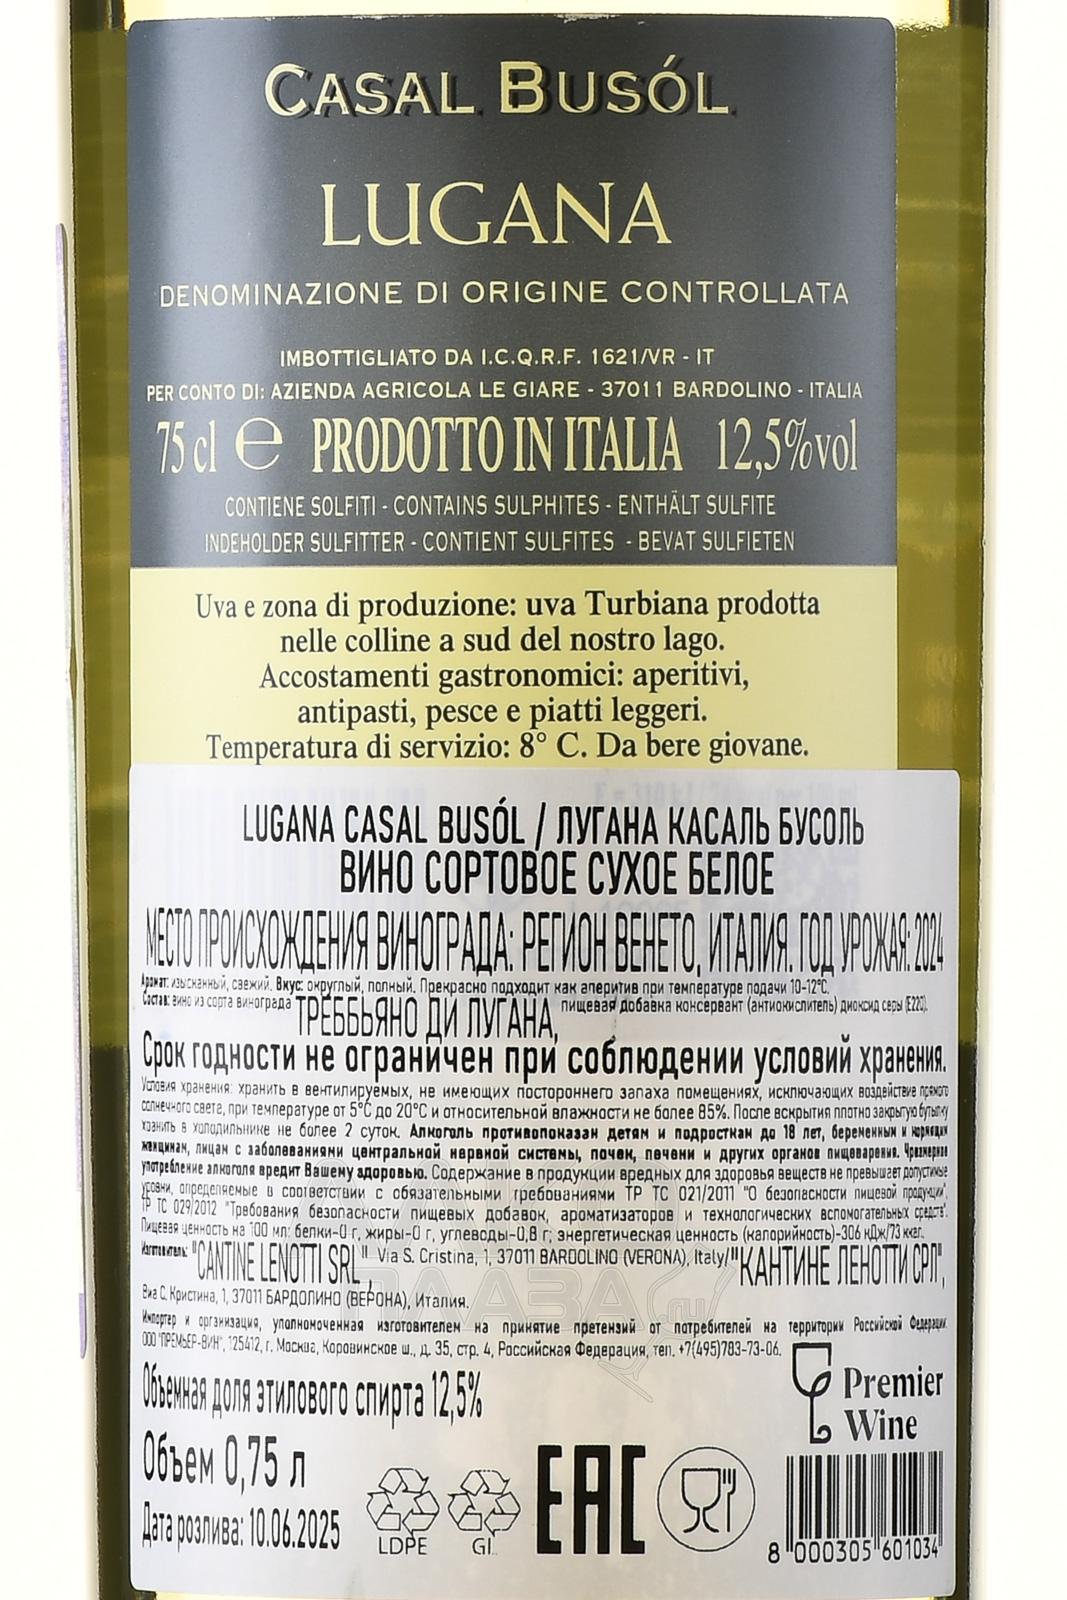 CASAL BUSÓL
LUGANA
DENOMINAZIONE DI ORIGINE CONTROLLATA
IMBOTTIGLIATO DA I.C.Q.R.F. 1621/VR - IT
PER CONTO DI: AZIENDA AGRICOLA LE GIARE - 37011 BARDOLINO - ITALIA
75 cl ℮ PRODOTTO IN ITALIA 12,5%vol
CONTIENE SOLFITI - CONTAINS SULPHITES - ENTHÄLT SULFITE
INDEHOLDER SULFITTER - CONTIENT SULFITES - BEVAT SULFIETEN
Uva e zona di produzione: uva Turbiana prodotta
nelle colline a sud del nostro lago.
Accostamenti gastronomici: aperitivi,
antipasti, pesce e piatti leggeri.
Temperatura di servizio: 8° C. Da bere giovane.
LUGANA CASAL BUSÓL / ЛУГАНА КАСАЛЬ БУСОЛЬ
ВИНО СОРТОВОЕ СУХОЕ БЕЛОЕ
МЕСТО ПРОИСХОЖДЕНИЯ ВИНОГРАДА: РЕГИОН ВЕНЕТО, ИТАЛИЯ. ГОД УРОЖАЯ: 2024
Аромат: изысканный, свежий. Вкус: округлый, полный. Прекрасно подходит как аперитив при температуре подачи 10-12°C.
Состав: вино из сорта винограда ТРЕББЬЯНО ДИ ЛУГАНА, пищевая добавка консервант (антиокислитель) диоксид серы (E220).
Срок годности не ограничен при соблюдении условий хранения.
Условия хранения: хранить в вентилируемых, не имеющих постороннего запаха помещениях, исключающих воздействие прямого
солнечного света, при температуре от 5°C до 20°C и относительной влажности не более 85%. После вскрытия плотно закрытую бутылку
хранить в холодильнике не более 2 суток. Алкоголь противопоказан детям и подросткам до 18 лет, беременным и кормящим
женщинам, лицам с заболеваниями центральной нервной системы, почек, печени и других органов пищеварения. Чрезмерное
употребление алкоголя вредит Вашему здоровью. Содержание в продукции вредных для здоровья веществ не превышает допустимые
уровни, определяемые в соответствии с обязательными требованиями ТР ТС 021/2011 "О безопасности пищевой продукции",
ТР ТС 029/2012 "Требования безопасности пищевых добавок, ароматизаторов и технологических вспомогательных средств".
Пищевая ценность на 100 мл: белки-0 г, жиры-0 г, углеводы-0,8 г; энергетическая ценность (калорийность)-306 кДж/73 ккал.
Изготовитель: "CANTINE LENOTTI SRL", Via S. Cristina, 1, 37011 BARDOLINO (VERONA), Italy/"КАНТИНЕ ЛЕНОТТИ СРЛ",
Виа С. Кристина, 1, 37011 БАРДОЛИНО (ВЕРОНА), Италия.
Импортер и организация, уполномоченная изготовителем на принятие претензий от потребителей на территории Российской Федерации:
ООО "ПРЕМЬЕР-ВИН", 125412, г. Москва, Коровинское ш., д. 35, стр. 4, Российская Федерация, тел. +7(495)783-73-06.
Объемная доля этилового спирта 12,5%
Premier
Wine
Объем 0,75 л
Дата розлива: 10.06.2025
LDPE GL
EAC
8 000305 601034